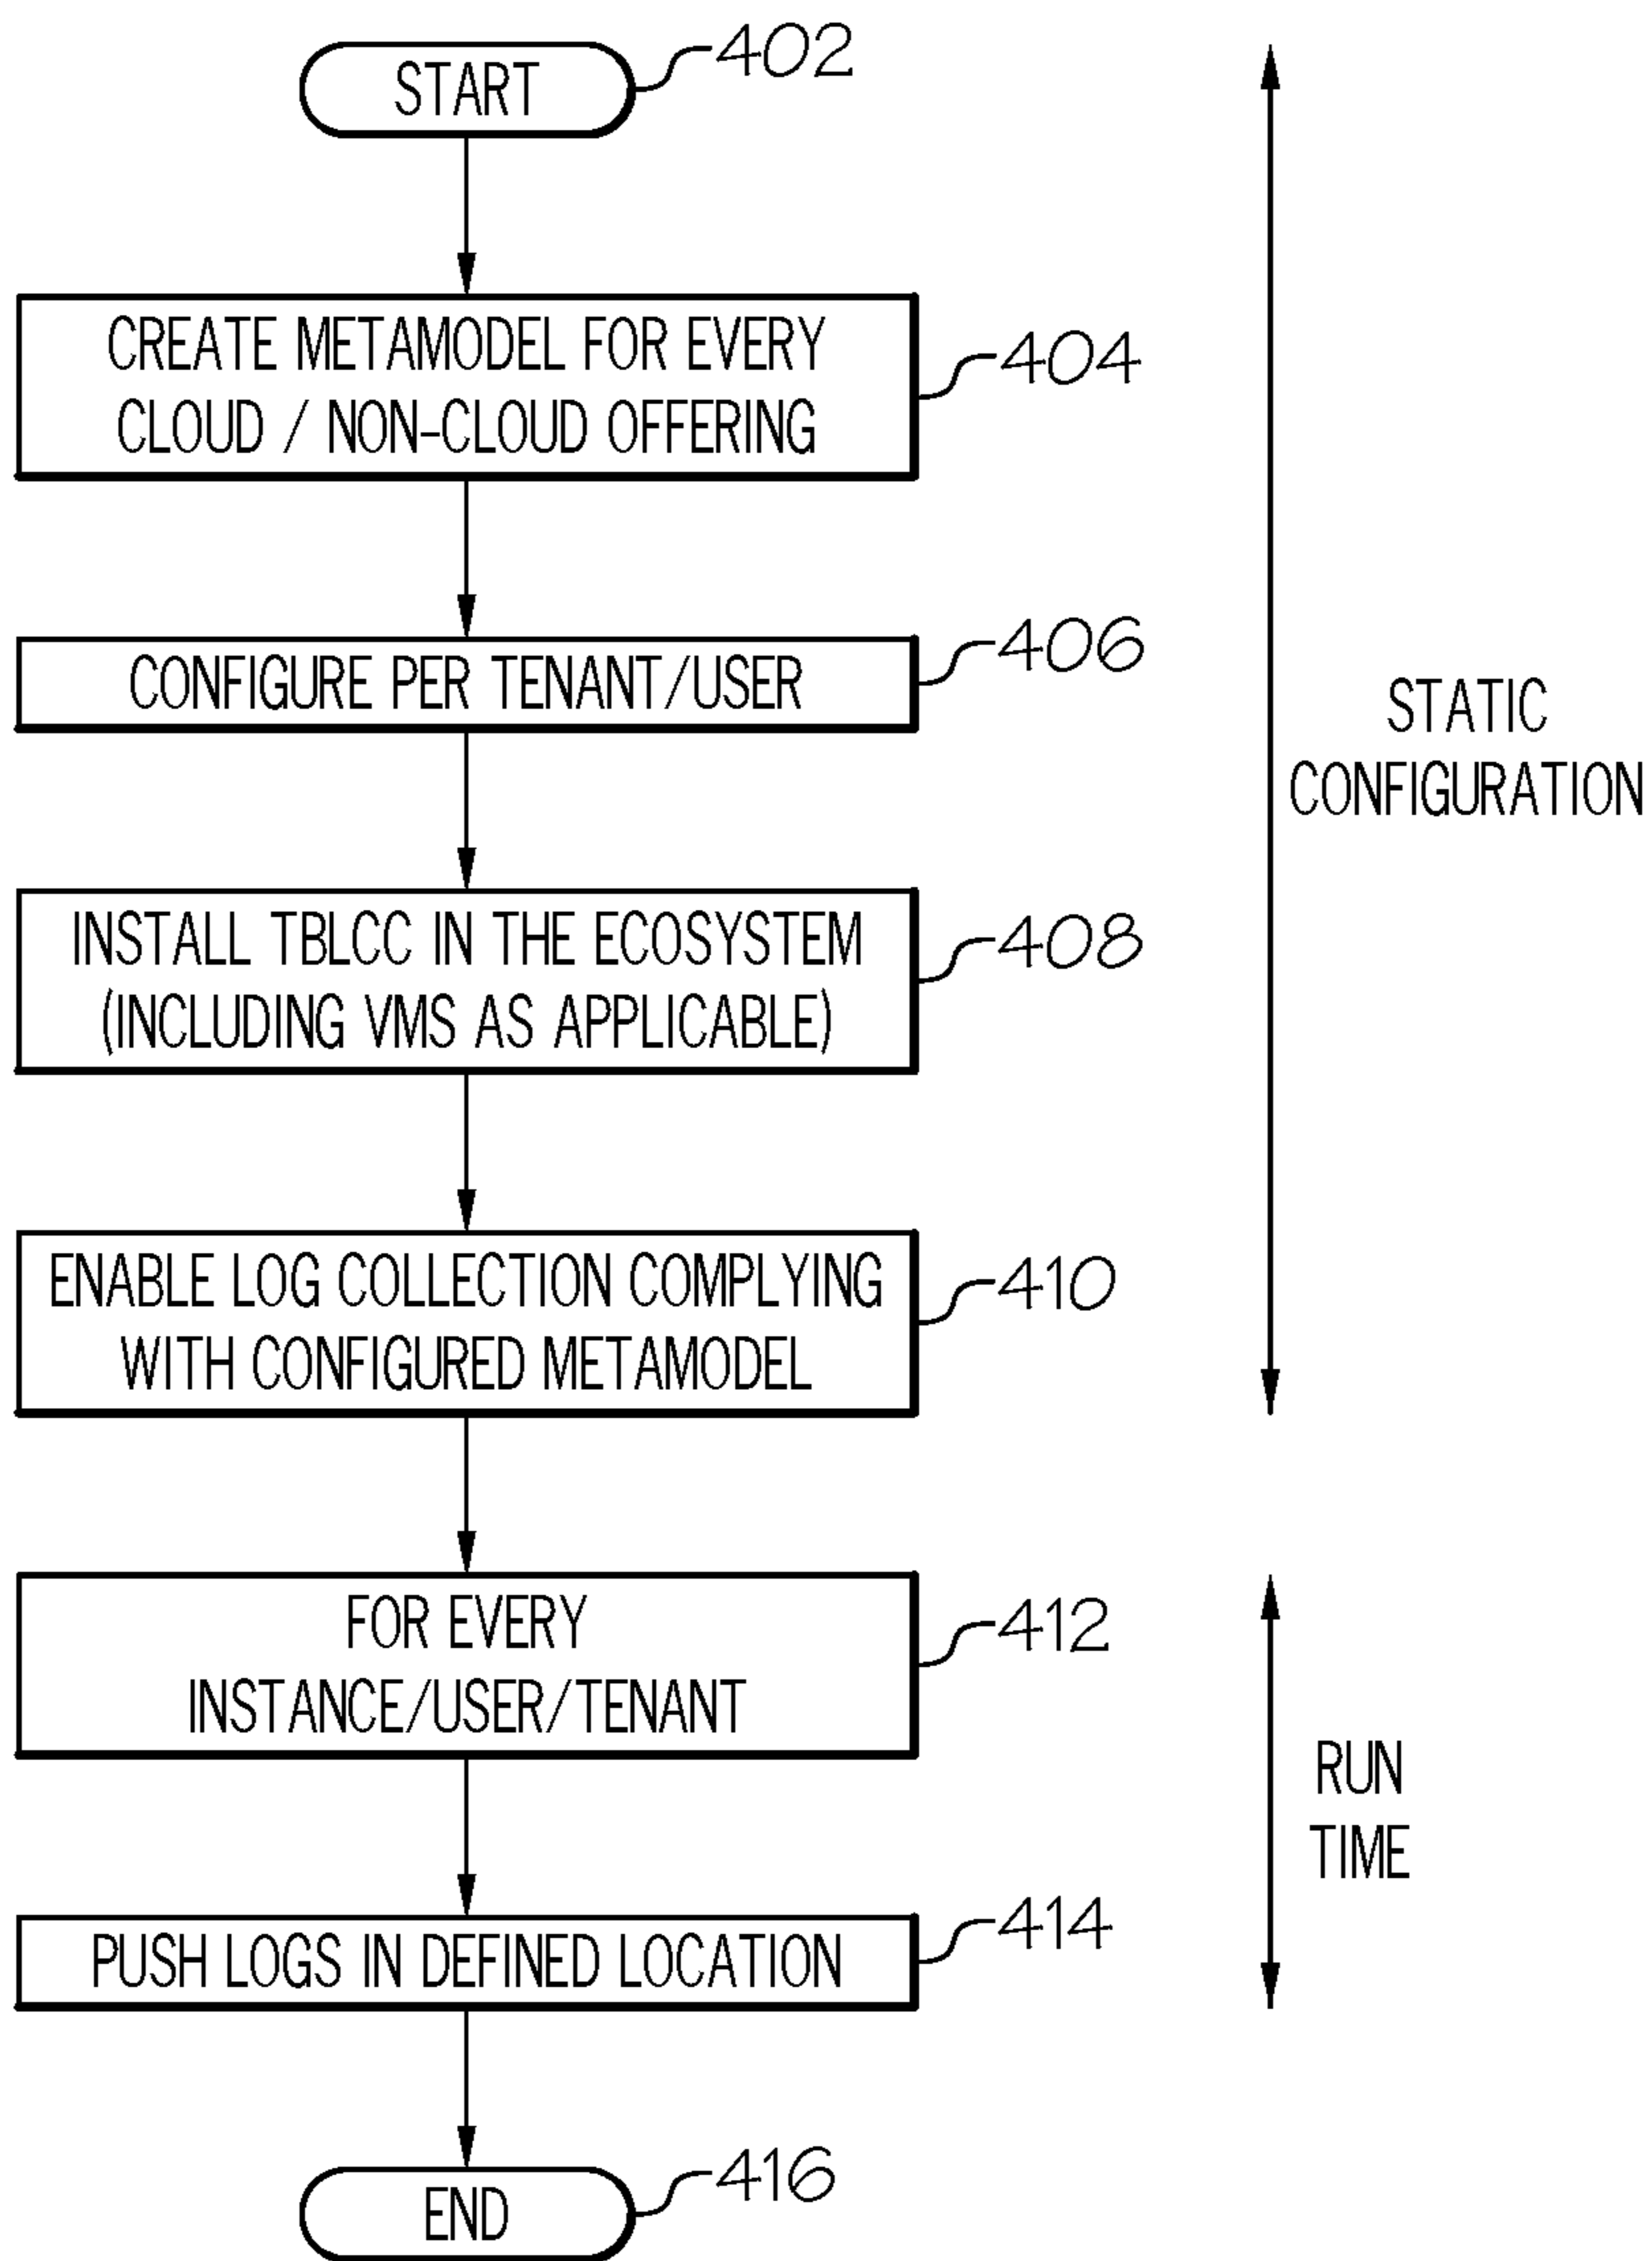 START
402
CREATE METAMODEL FOR EVERY
CLOUD / NON-CLOUD OFFERING
404
CONFIGURE PER TENANT/USER
406
STATIC
CONFIGURATION
INSTALL TBLCC IN THE ECOSYSTEM
(INCLUDING VMS AS APPLICABLE)
408
ENABLE LOG COLLECTION COMPLYING
WITH CONFIGURED METAMODEL
410
FOR EVERY
INSTANCE/USER/TENANT
412
RUN
TIME
PUSH LOGS IN DEFINED LOCATION
414
END
416